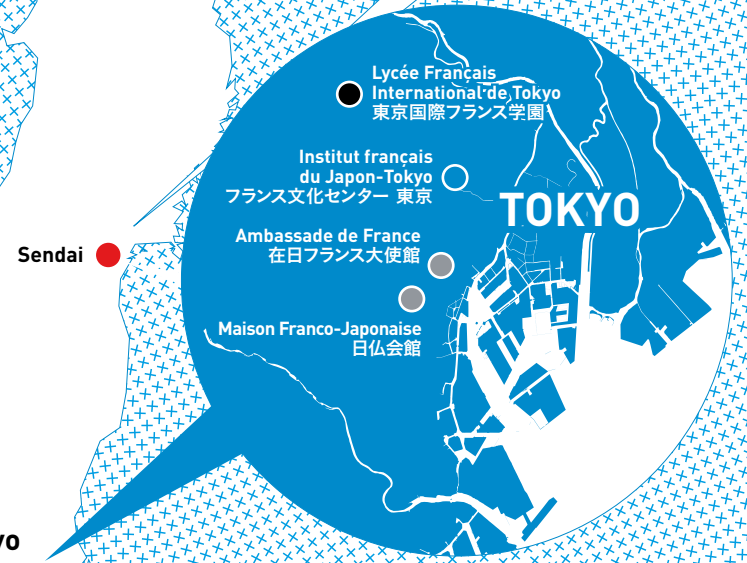 Lycée Français
International de Tokyo
東京国際フランス学園
Institut français
du Japon-Tokyo
フランス文化センター 東京
TOKYO
Ambassade de France
在日フランス大使館
Sendai
Maison Franco-Japonaise
日仏会館
yo